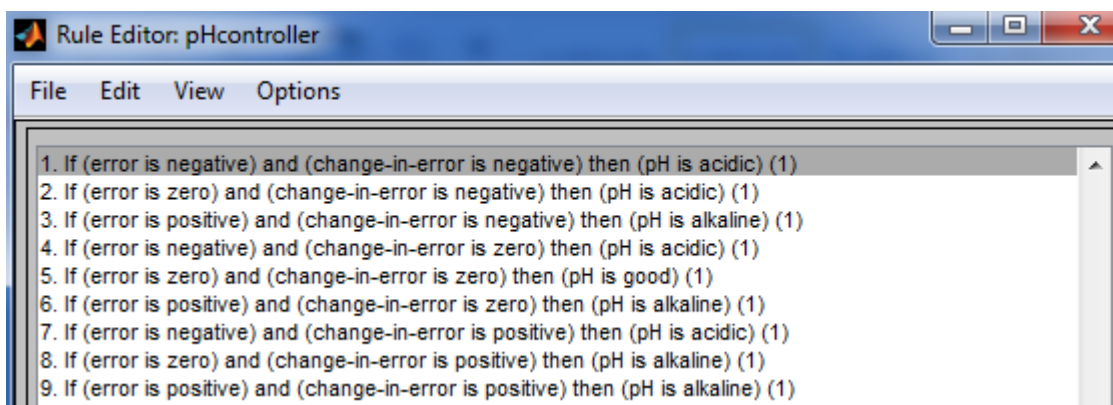 Rule Editor: pHcontroller
File Edit View Options
1. If (error is negative) and (change-in-error is negative) then (pH is acidic) (1)
2. If (error is zero) and (change-in-error is negative) then (pH is acidic) (1)
3. If (error is positive) and (change-in-error is negative) then (pH is alkaline) (1)
4. If (error is negative) and (change-in-error is zero) then (pH is acidic) (1)
5. If (error is zero) and (change-in-error is zero) then (pH is good) (1)
6. If (error is positive) and (change-in-error is zero) then (pH is alkaline) (1)
7. If (error is negative) and (change-in-error is positive) then (pH is acidic) (1)
8. If (error is zero) and (change-in-error is positive) then (pH is alkaline) (1)
9. If (error is positive) and (change-in-error is positive) then (pH is alkaline) (1)